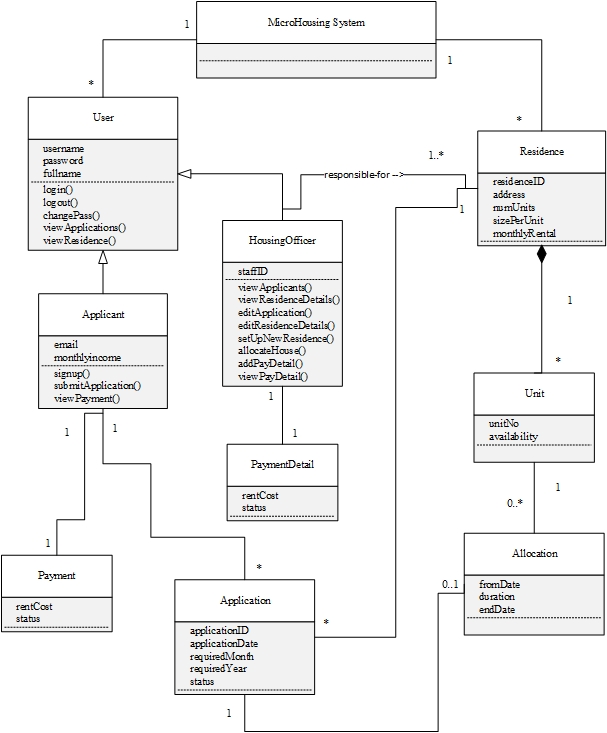 MicroHousing System
1
1
*
*
User
username
password
fullname
login()
logout()
changePass()
viewApplications()
viewResidence()
Residence
residenceID
address
numUnits
sizePerUnit
monthlyRental
1..*
responsible-for -->
1
HousingOfficer
staffID
viewApplicants()
viewResidenceDetails()
editApplication()
editResidenceDetails()
setUpNewResidence()
allocateHouse()
addPayDetail()
viewPayDetail()
Applicant
email
monthlyincome
signup()
submitApplication()
viewPayment()
1
*
Unit
unitNo
availability
1
1
1
1
PaymentDetail
rentCost
status
1
0..*
Allocation
fromDate
duration
endDate
1
Payment
rentCost
status
*
Application
applicationID
applicationDate
requiredMonth
requiredYear
status
*
0..1
1